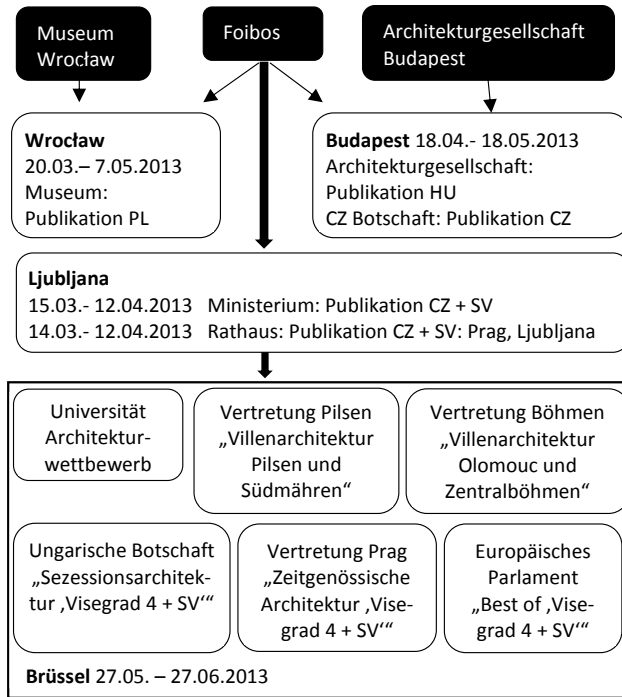 Museum
Wrocław
Foibos
Architekturgesellschaft
Budapest
Wrocław
20.03.– 7.05.2013
Museum:
Publikation PL
Budapest 18.04.- 18.05.2013
Architekturgesellschaft:
Publikation HU
CZ Botschaft: Publikation CZ
Ljubljana
15.03.- 12.04.2013 Ministerium: Publikation CZ + SV
14.03.- 12.04.2013 Rathaus: Publikation CZ + SV: Prag, Ljubljana
Universität
Architektur-
wettbewerb
Vertretung Pilsen
„Villenarchitektur
Pilsen und
Südmähren“
Vertretung Böhmen
„Villenarchitektur
Olomouc und
Zentralböhmen“
Ungarische Botschaft
„Sezessionsarchitek-
tur ‚Visegrad 4 + SV‘“
Vertretung Prag
„Zeitgenössische
Architektur ‚Vise-
grad 4 + SV‘“
Europäisches
Parlament
„Best of ‚Vise-
grad 4 + SV‘“
Brüssel 27.05. – 27.06.2013